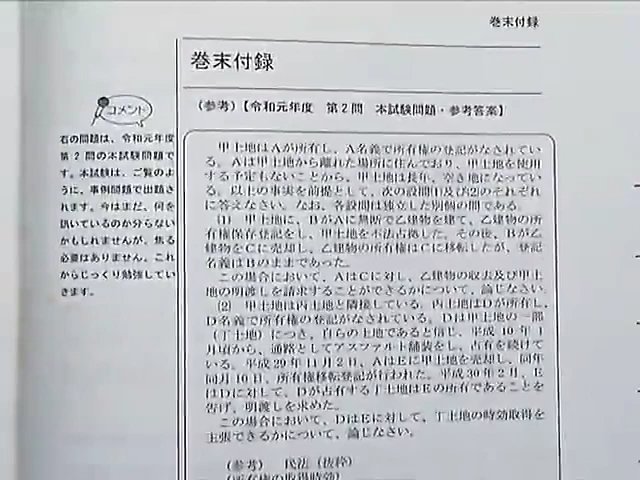 巻末付録
巻末付録
(参考)【令和元年度 第2問 本試験問題・参考答案】
コメント
右の問題は、令和元年度
第2問の本試験問題で
す。本試験は、ご覧のよ
うに、事例問題で出題さ
れます。今はまだ、何を
訊いているのか分らない
かもしれませんが、焦る
必要はありません。これ
からじっくり勉強してい
きます。
甲土地はAが所有し、A名義で所有権の登記がなされてい
る。Aは甲土地から離れた場所に住んでおり、甲土地を使用
する予定もないことから、甲土地は長年、空き地になってい
る。以上の事実を前提として、次の設問(1)及び(2)のそれぞれ
に答えなさい。なお、各設問は独立した別個の問である。
(1) 甲土地に、BがAに無断で乙建物を建て、乙建物の所
有権保存登記をし、甲土地を不法占拠した。その後、Bが乙
建物をCに売却し、乙建物の所有権はCに移転したが、登記
名義はBのままであった。
この場合において、AはCに対し、乙建物の収去及び甲土
地の明渡しを請求することができるかについて、論じなさい。
(2) 甲土地は丙土地と隣接している。丙土地はDが所有し、
D名義で所有権の登記がなされている。Dは甲土地の一部
(丁土地)につき、自らの土地であると信じ、平成10年1
月頃から、通路としてアスファルト舗装をし、占有を続けて
いる。平成29年11月2日、AはEに甲土地を売却し、同年
同月10日、所有権移転登記が行われた。平成30年2月、E
はDに対して、Dが占有する丁土地はEの所有であることを
告げ、明渡しを求めた。
この場合において、DはEに対して、丁土地の時効取得を
主張できるかについて、論じなさい。
(参考) 民法(抜粋)
(所有権の取得時効)